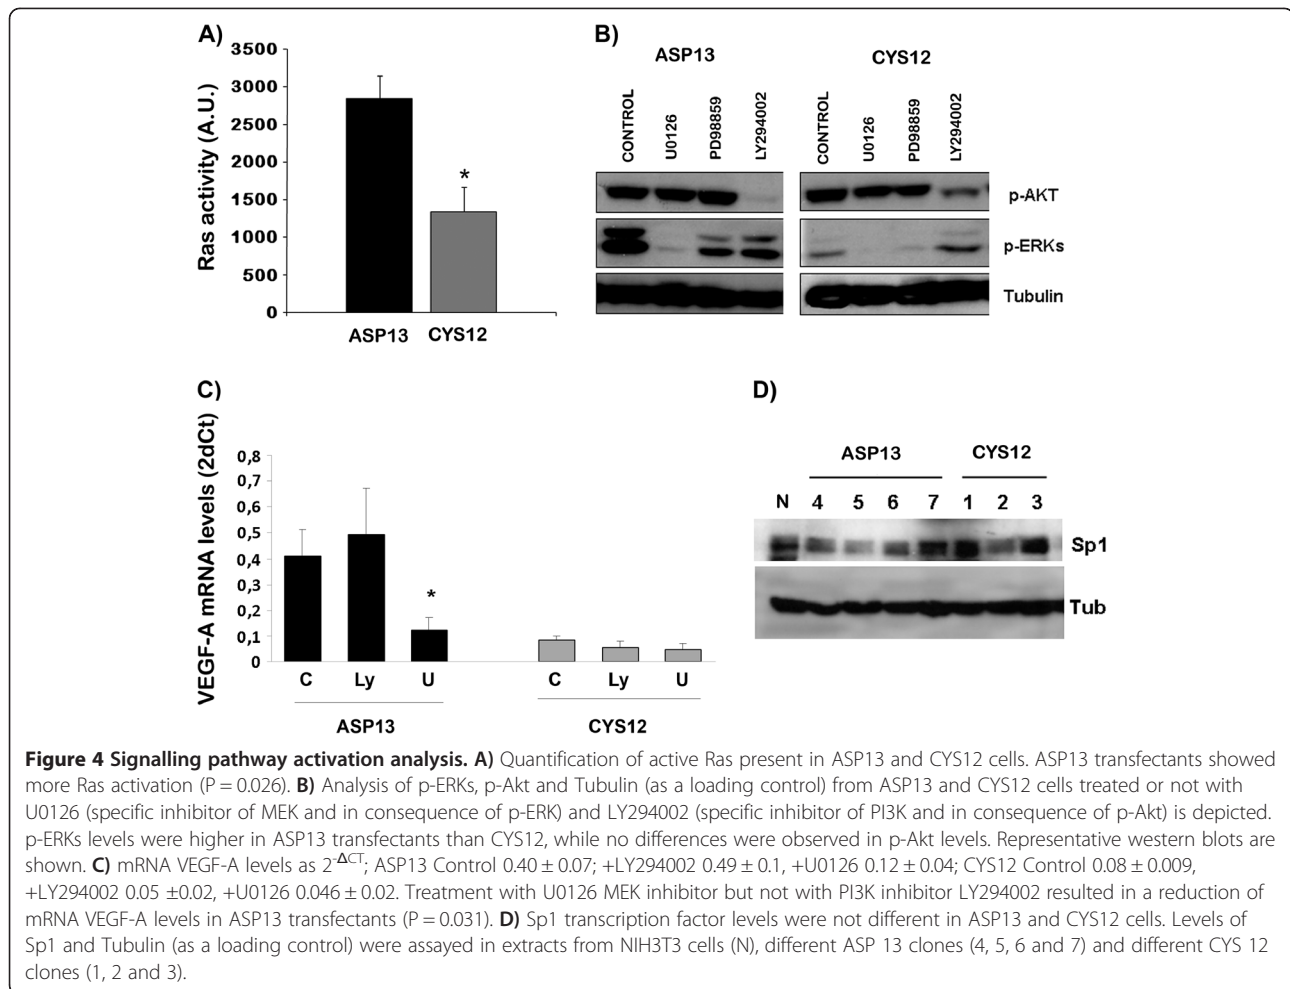 A)
3500
3000
2500
2000
1500
1000
500
0
Ras activity (A.U.)
*
ASP13 CYS12
B)
ASP13 CYS12
CONTROL U0126 PD98859 LY294002 CONTROL U0126 PD98859 LY294002
p-AKT
p-ERKs
Tubulin
C)
VEGF-A mRNA levels (2dCt)
0,8
0,7
0,6
0,5
0,4
0,3
0,2
0,1
0
*
C Ly U C Ly U
ASP13 CYS12
D)
ASP13 CYS12
N 4 5 6 7 1 2 3
Sp1
Tub
Figure 4 Signalling pathway activation analysis. A) Quantification of active Ras present in ASP13 and CYS12 cells. ASP13 transfectants showed
more Ras activation (P = 0.026). B) Analysis of p-ERKs, p-Akt and Tubulin (as a loading control) from ASP13 and CYS12 cells treated or not with
U0126 (specific inhibitor of MEK and in consequence of p-ERK) and LY294002 (specific inhibitor of PI3K and in consequence of p-Akt) is depicted.
p-ERKs levels were higher in ASP13 transfectants than CYS12, while no differences were observed in p-Akt levels. Representative western blots are
shown. C) mRNA VEGF-A levels as 2-ΔCT; ASP13 Control 0.40 ± 0.07; +LY294002 0.49 ± 0.1, +U0126 0.12 ± 0.04; CYS12 Control 0.08 ± 0.009,
+LY294002 0.05 ±0.02, +U0126 0.046 ± 0.02. Treatment with U0126 MEK inhibitor but not with PI3K inhibitor LY294002 resulted in a reduction of
mRNA VEGF-A levels in ASP13 transfectants (P = 0.031). D) Sp1 transcription factor levels were not different in ASP13 and CYS12 cells. Levels of
Sp1 and Tubulin (as a loading control) were assayed in extracts from NIH3T3 cells (N), different ASP 13 clones (4, 5, 6 and 7) and different CYS 12
clones (1, 2 and 3).